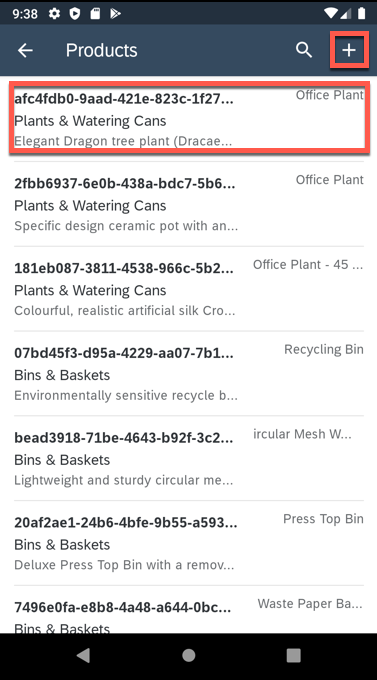 9:38
Products
afc4fdb0-9aad-421e-823c-1f27...
Office Plant
Plants & Watering Cans
Elegant Dragon tree plant (Dracae...
2fbb6937-6e0b-438a-bdc7-5b6...
Office Plant
Plants & Watering Cans
Specific design ceramic pot with an...
181eb087-3811-4538-966c-5b2...
Office Plant - 45 ...
Plants & Watering Cans
Colourful, realistic artificial silk Cro...
07bd45f3-d95a-4229-aa07-7b1...
Recycling Bin
Bins & Baskets
Environmentally sensitive recycle b...
bead3918-71be-4643-b92f-3c2...
ircular Mesh W...
Bins & Baskets
Lightweight and sturdy circular me...
20af2ae1-24b6-4bfe-9b55-a593...
Press Top Bin
Bins & Baskets
Deluxe Press Top Bin with a remov...
7496e0fa-e8b8-4a48-a644-0bc...
Waste Paper Ba...
Bins & Baskets